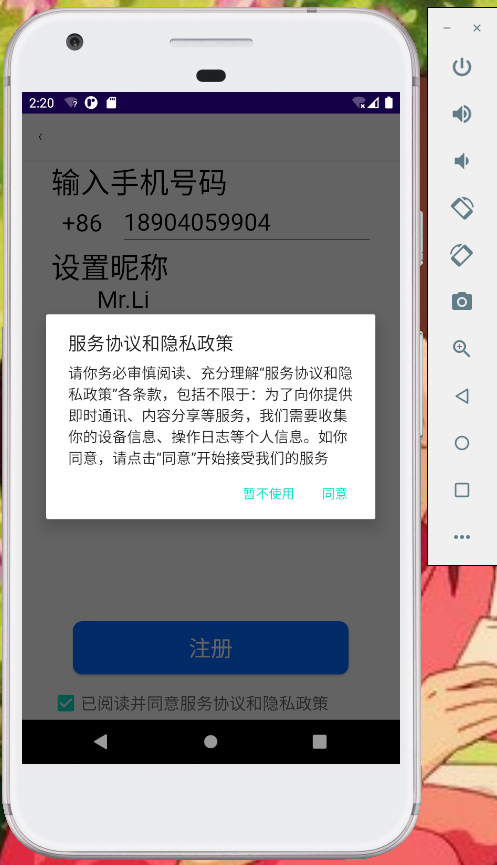 2:20
输入手机号码
+86 18904059904
设置昵称
Mr.Li
服务协议和隐私政策
请你务必审慎阅读、充分理解“服务协议和隐
私政策”各条款，包括不限于：为了向你提供
即时通讯、内容分享等服务，我们需要收集
你的设备信息、操作日志等个人信息。如你
同意，请点击“同意”开始接受我们的服务
暂不使用 同意
注册
已阅读并同意服务协议和隐私政策